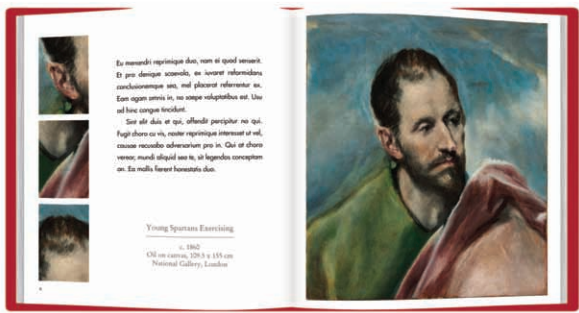 Eu menandri reprimique duo, nam ei quod senserit.
Et pro denique scaevola, ex iuvaret reformidans
conclusionemque sea, mel placerat referrentur ex.
Eam agam omnis in, no saepe voluptatibus est. Usu
ad hinc congue tincidunt.
Sint elit duis et qui, offendit percipitur no qui.
Fugit choro cu vis, noster reprimique interesset ut vel,
causae recusabo adversarium pro in. Qui at choro
verear, mundi aliquid sea te, sit legendos conceptam
an. Ea mollis fierent honestatis duo.
Young Spartans Exercising
c. 1860
Oil on canvas, 109.5 x 155 cm
National Gallery, London